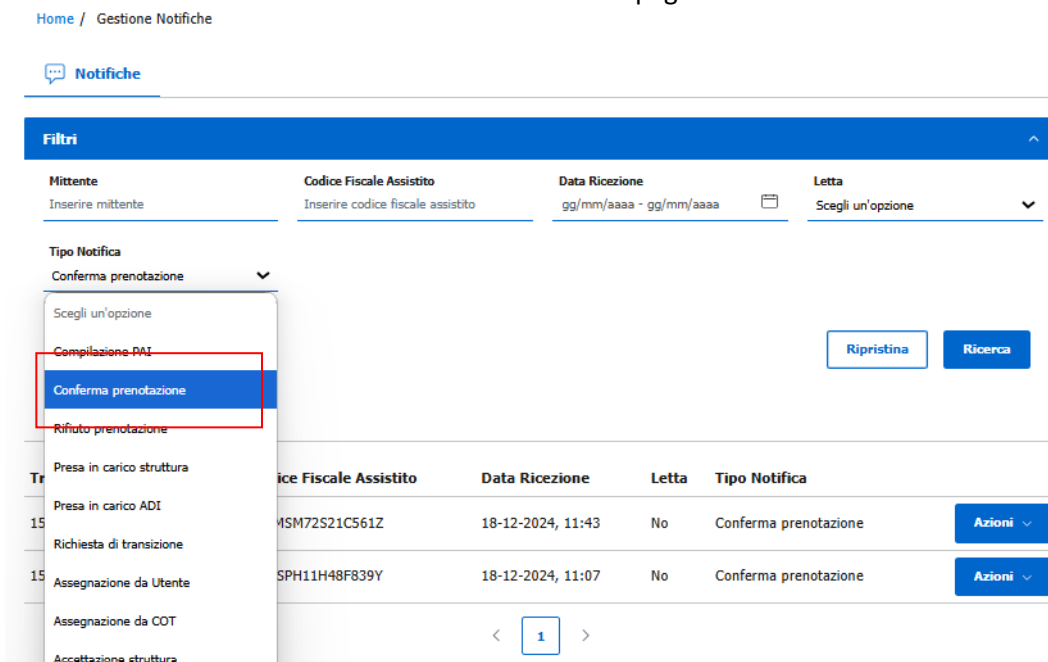 Home / Gestione Notifiche
Notifiche
Filtri
Mittente Codice Fiscale Assistito Data Ricezione Letta
Inserire mittente Inserire codice fiscale assistito gg/mm/aaaa - gg/mm/aaaa Scegli un'opzione
Tipo Notifica
Conferma prenotazione
Scegli un'opzione
Compilazione PAI
Ripristina Ricerca
Conferma prenotazione
Rifiuto prenotazione
Presa in carico struttura
Tr ice Fiscale Assistito Data Ricezione Letta Tipo Notifica
Presa in carico ADI
15 MSM72S21C561Z 18-12-2024, 11:43 No Conferma prenotazione Azioni
Richiesta di transizione
15 SPH11H48F839Y 18-12-2024, 11:07 No Conferma prenotazione Azioni
Assegnazione da Utente
Assegnazione da COT
1
Accettazione struttura